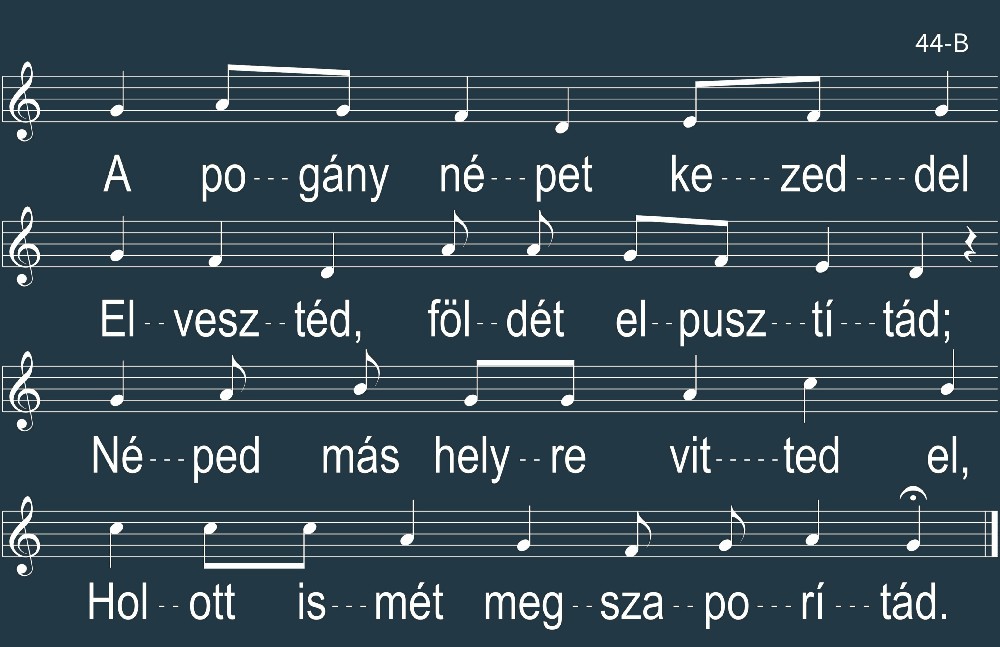 44-B
A po---gány né---pet ke----zed----del
El--vesz--téd, föl--dét el--pusz---tí---tád;
Né---ped más hely--re vit-----ted el,
Hol--ott is---mét meg--sza--po---rí---tád.